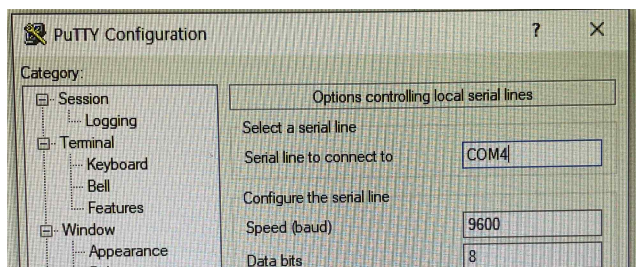 PuTTY Configuration ? ×
Category:
Session
Logging
Terminal
Keyboard
Bell
Features
Window
Appearance
Options controlling local serial lines
Select a serial line
Serial line to connect to COM4
Configure the serial line
Speed (baud) 9600
Data bits 8